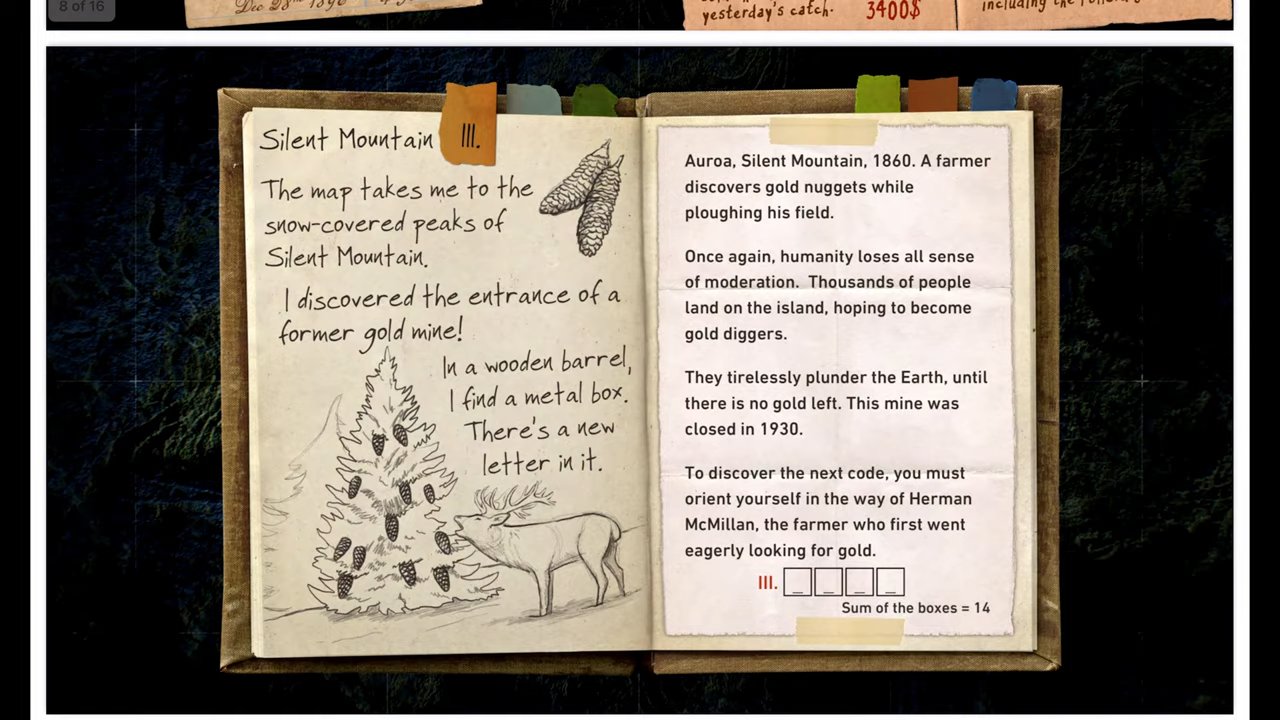 8 of 16
Dec 28th 1896
yesterday's catch.
3400$
Silent Mountain III.
The map takes me to the
snow-covered peaks of
Silent Mountain.
I discovered the entrance of a
former gold mine!
In a wooden barrel,
I find a metal box.
There's a new
letter in it.
Auroa, Silent Mountain, 1860. A farmer
discovers gold nuggets while
ploughing his field.
Once again, humanity loses all sense
of moderation. Thousands of people
land on the island, hoping to become
gold diggers.
They tirelessly plunder the Earth, until
there is no gold left. This mine was
closed in 1930.
To discover the next code, you must
orient yourself in the way of Herman
McMillan, the farmer who first went
eagerly looking for gold.
III. _ _ _ _
Sum of the boxes = 14